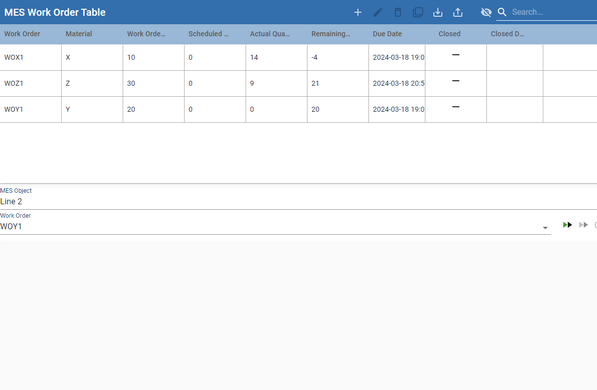 MES Work Order Table
Search...
Work Order Material Work Orde... Scheduled ... Actual Qua... Remaining... Due Date Closed Closed D...
WOX1 X 10 0 14 -4 2024-03-18 19:0
WOZ1 Z 30 0 9 21 2024-03-18 20:5
WOY1 Y 20 0 0 20 2024-03-18 19:0
MES Object
Line 2
Work Order
WOY1